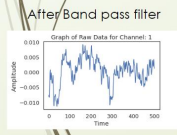 After Band pass filter
Graph of Raw Data for Channel: 1
Amplitude
0.010
0.005
0.000
−0.005
−0.010
0 100 200 300 400 500
Time